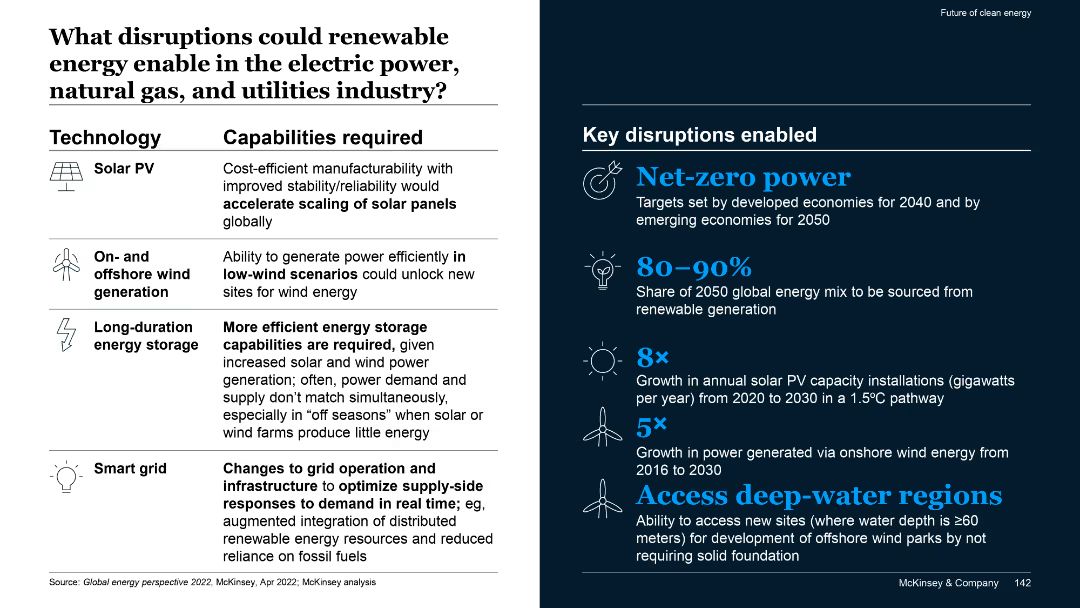 Future of clean energy
What disruptions could renewable
energy enable in the electric power,
natural gas, and utilities industry?
Technology
Capabilities required
Solar PV
Cost-efficient manufacturability with
improved stability/reliability would
accelerate scaling of solar panels
globally
On- and
offshore wind
generation
Ability to generate power efficiently in
low-wind scenarios could unlock new
sites for wind energy
Long-duration
energy storage
More efficient energy storage
capabilities are required, given
increased solar and wind power
generation; often, power demand and
supply don’t match simultaneously,
especially in “off seasons” when solar or
wind farms produce little energy
Smart grid
Changes to grid operation and
infrastructure to optimize supply-side
responses to demand in real time; eg,
augmented integration of distributed
renewable energy resources and reduced
reliance on fossil fuels
Source: Global energy perspective 2022, McKinsey, Apr 2022; McKinsey analysis
Key disruptions enabled
Net-zero power
Targets set by developed economies for 2040 and by
emerging economies for 2050
80–90%
Share of 2050 global energy mix to be sourced from
renewable generation
8×
Growth in annual solar PV capacity installations (gigawatts
per year) from 2020 to 2030 in a 1.5ºC pathway
5×
Growth in power generated via onshore wind energy from
2016 to 2030
Access deep-water regions
Ability to access new sites (where water depth is ≥60
meters) for development of offshore wind parks by not
requiring solid foundation
McKinsey & Company 142